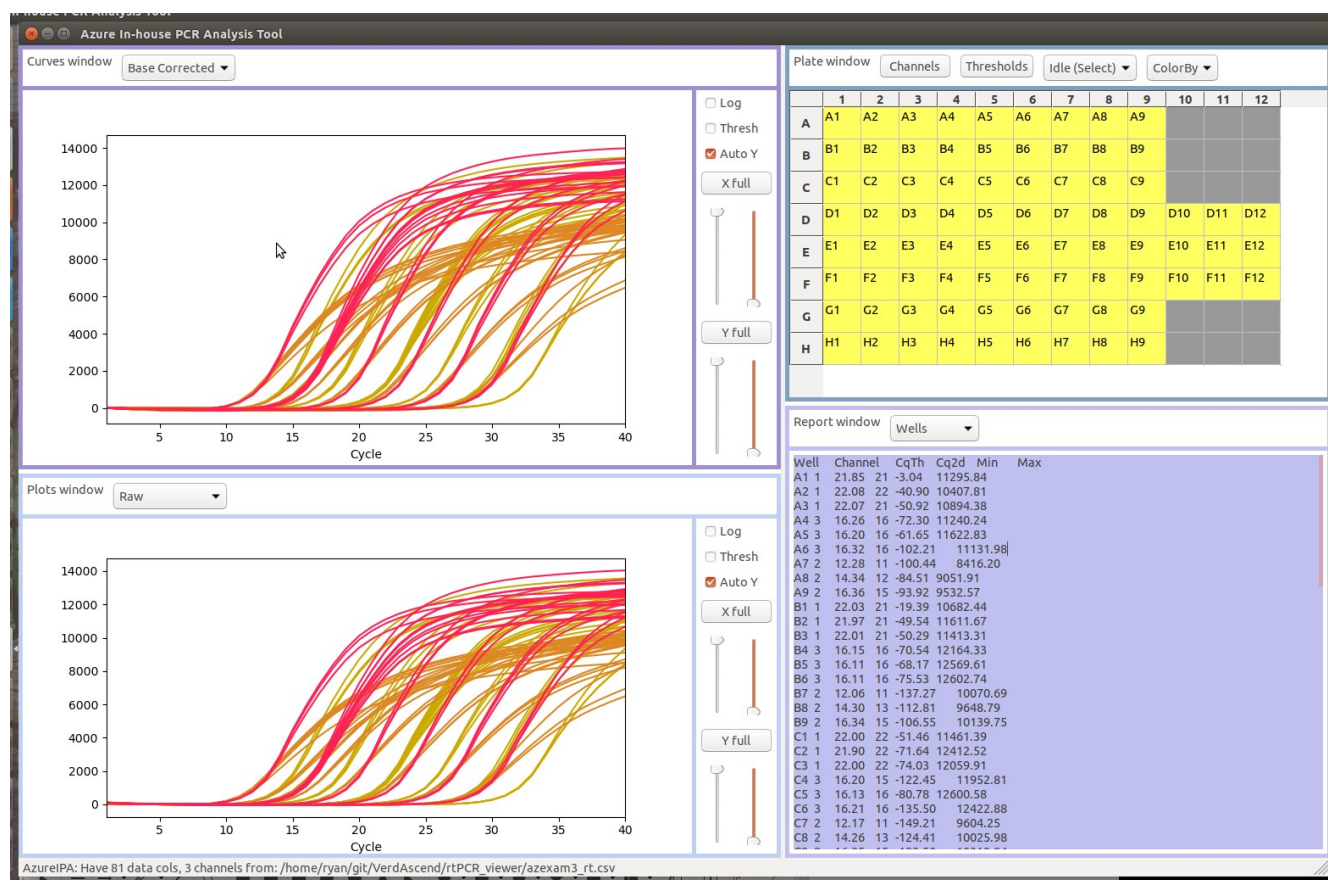 Azure In-house PCR Analysis Tool
Curves window Base Corrected
Log
Thresh
Auto Y
X full
Y full
14000
12000
10000
8000
6000
4000
2000
0
5 10 15 20 25 30 35 40
Cycle
Plots window Raw
Log
Thresh
Auto Y
X full
Y full
14000
12000
10000
8000
6000
4000
2000
0
5 10 15 20 25 30 35 40
Cycle
Plate window Channels Thresholds Idle (Select) ColorBy
1 2 3 4 5 6 7 8 9 10 11 12
A A1 A2 A3 A4 A5 A6 A7 A8 A9
B B1 B2 B3 B4 B5 B6 B7 B8 B9
C C1 C2 C3 C4 C5 C6 C7 C8 C9
D D1 D2 D3 D4 D5 D6 D7 D8 D9 D10 D11 D12
E E1 E2 E3 E4 E5 E6 E7 E8 E9 E10 E11 E12
F F1 F2 F3 F4 F5 F6 F7 F8 F9 F10 F11 F12
G G1 G2 G3 G4 G5 G6 G7 G8 G9
H H1 H2 H3 H4 H5 H6 H7 H8 H9
Report window Wells
Well Channel CqTh Cq2d Min Max
A1 1 21.85 21 -3.04 11295.84
A2 1 22.08 22 -40.90 10407.81
A3 1 22.07 21 -50.92 10894.38
A4 3 16.26 16 -72.30 11240.24
A5 3 16.20 16 -61.65 11622.83
A6 3 16.32 16 -102.21 11131.98
A7 2 12.28 11 -100.44 8416.20
A8 2 14.34 12 -84.51 9051.91
A9 2 16.36 15 -93.92 9532.57
B1 1 22.03 21 -19.39 10682.44
B2 1 21.97 21 -49.54 11611.67
B3 1 22.01 21 -50.29 11413.31
B4 3 16.15 16 -70.54 12164.33
B5 3 16.11 16 -68.17 12569.61
B6 3 16.11 16 -75.53 12602.74
B7 2 12.06 11 -137.27 10070.69
B8 2 14.30 13 -112.81 9648.79
B9 2 16.34 15 -106.55 10139.75
C1 1 22.00 22 -51.46 11461.39
C2 1 21.90 22 -71.64 12412.52
C3 1 22.00 22 -74.03 12059.91
C4 3 16.20 15 -122.45 11952.81
C5 3 16.13 16 -80.78 12600.58
C6 3 16.21 16 -135.50 12422.88
C7 2 12.17 11 -149.21 9604.25
C8 2 14.26 13 -124.41 10025.98
AzureIPA: Have 81 data cols, 3 channels from: /home/ryan/git/VerdAscend/rtPCR_viewer/azexam3_rt.csv